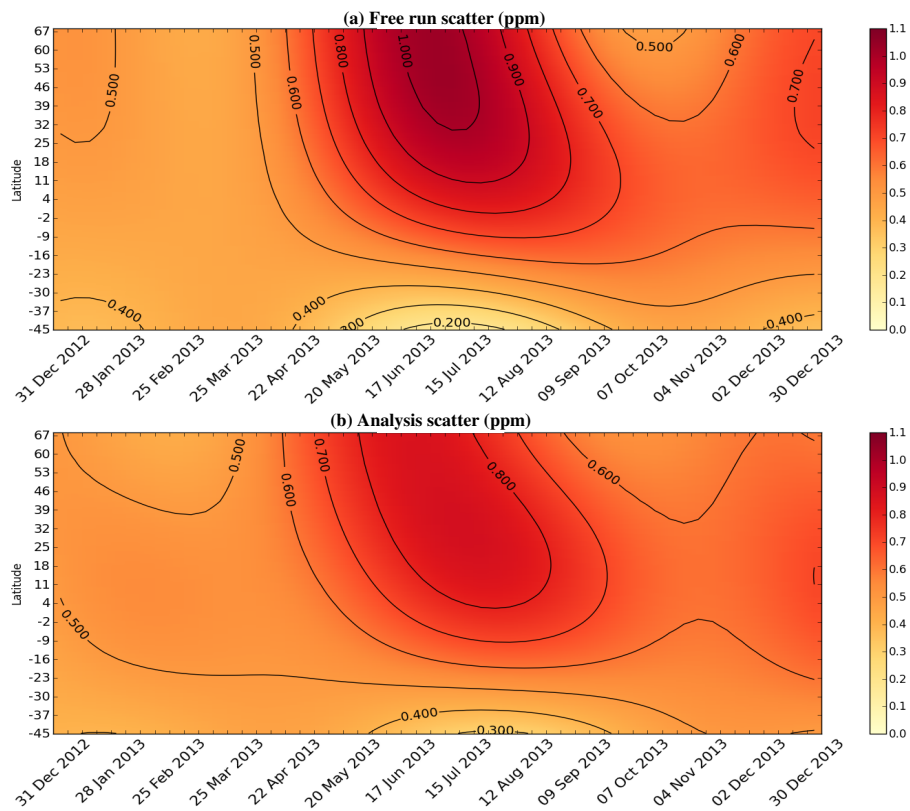 (a) Free run scatter (ppm)
67
60
53
46
39
32
25
18
11
4
-2
-9
-16
-23
-30
-37
-45
Latitude
0.500
0.500
0.600
0.800
1.000
0.900
0.700
0.500
0.600
0.700
0.400
0.400
0.200
0.400
1.1
1.0
0.9
0.8
0.7
0.6
0.5
0.4
0.3
0.2
0.1
0.0
31 Dec 2012
28 Jan 2013
25 Feb 2013
25 Mar 2013
22 Apr 2013
20 May 2013
17 Jun 2013
15 Jul 2013
12 Aug 2013
09 Sep 2013
07 Oct 2013
04 Nov 2013
02 Dec 2013
30 Dec 2013
(b) Analysis scatter (ppm)
67
60
53
46
39
32
25
18
11
4
-2
-9
-16
-23
-30
-37
-45
Latitude
0.500
0.500
0.600
0.700
0.800
0.600
0.400
0.300
1.1
1.0
0.9
0.8
0.7
0.6
0.5
0.4
0.3
0.2
0.1
0.0
31 Dec 2012
28 Jan 2013
25 Feb 2013
25 Mar 2013
22 Apr 2013
20 May 2013
17 Jun 2013
15 Jul 2013
12 Aug 2013
09 Sep 2013
07 Oct 2013
04 Nov 2013
02 Dec 2013
30 Dec 2013